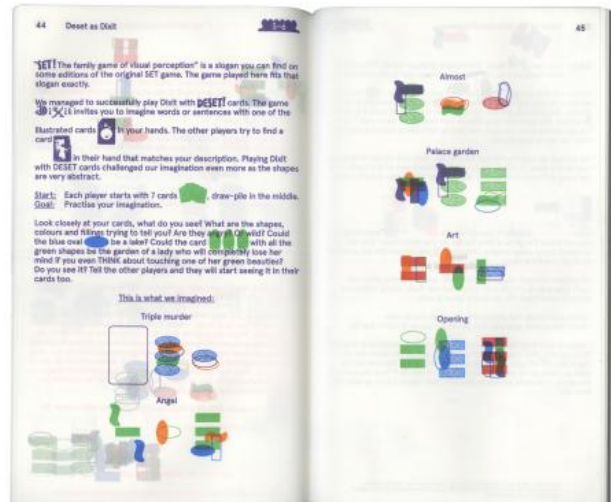 44 Deset as Dixit
SET! The family game of visual perception" is a slogan you can find on
some editions of the original SET game. The game played here fits that
slogan exactly.
We managed to successfully play Dixit with DESET! cards. The game
Dixit invites you to imagine words or sentences with one of the
illustrated cards in your hands. The other players try to find a
card
in their hand that matches your description. Playing Dixit
with DESET cards challenged our imagination even more as the shapes
are very abstract.
Start: Each player starts with 7 cards , draw-pile in the middle.
Goal: Practise your imagination.
Look closely at your cards, what do you see? What are the shapes,
colours and fillings trying to tell you? Are they angry? Or wild? Could
the blue oval be a lake? Could the card with all the
green shapes be the garden of a lady who will completely lose her
mind if you even THINK about touching one of her green beauties?
Do you see it? Tell the other players and they will start seeing it in their
cards too.
This is what we imagined:
Triple murder
Angel
45
Almost
Palace garden
Art
Opening